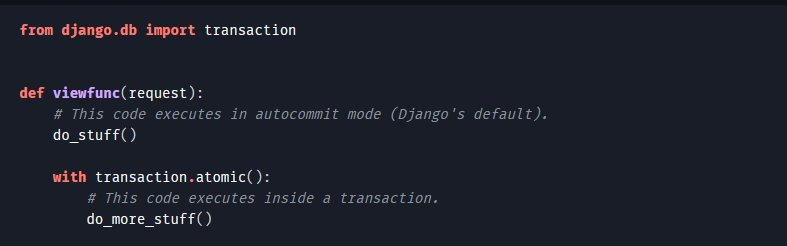 from django.db import transaction
def viewfunc(request):
    # This code executes in autocommit mode (Django's default).
    do_stuff()
    with transaction.atomic():
        # This code executes inside a transaction.
        do_more_stuff()